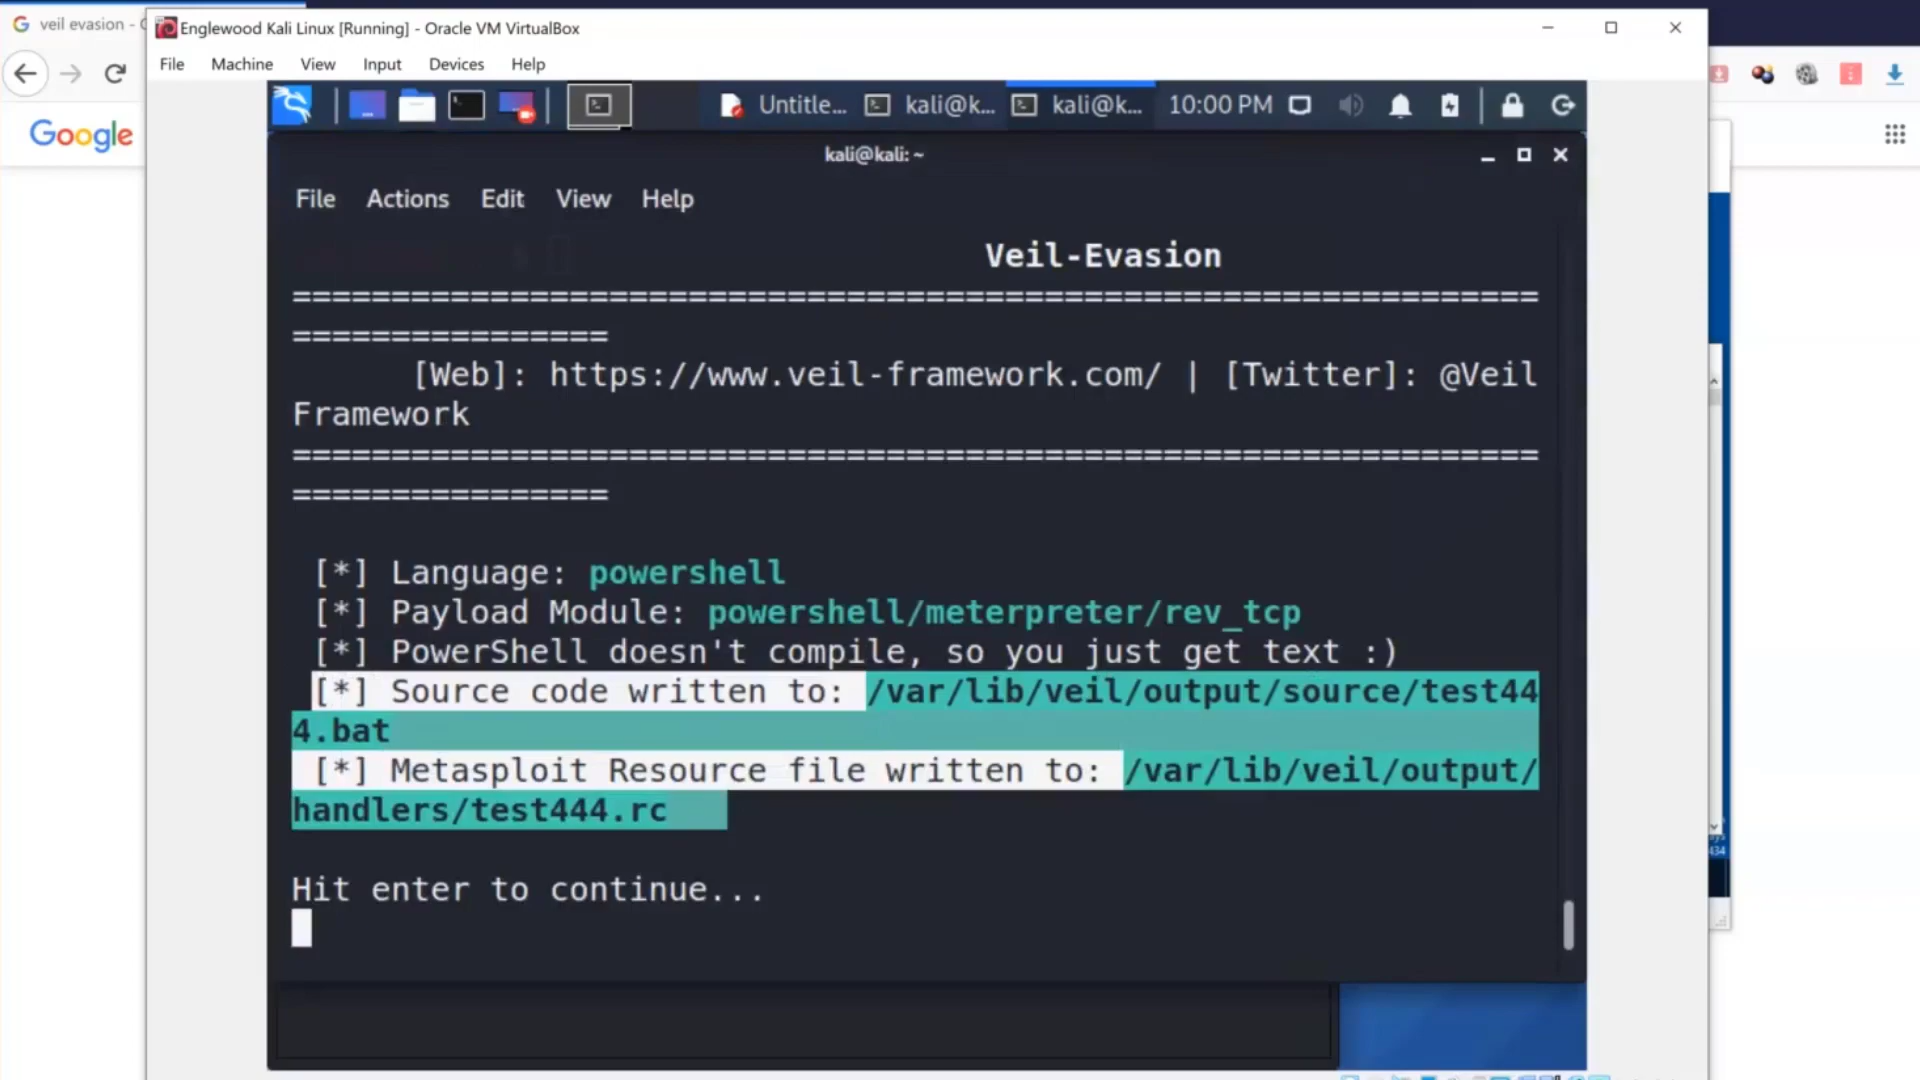 veil evasion -
Englewood Kali Linux [Running] - Oracle VM VirtualBox
File Machine View Input Devices Help
Google
Untitle... kali@k... kali@k... 10:00 PM
kali@kali: ~
File Actions Edit View Help
Veil-Evasion
===============================================================
================
[Web]: https://www.veil-framework.com/ | [Twitter]: @Veil
Framework
===============================================================
================
[*] Language: powershell
[*] Payload Module: powershell/meterpreter/rev_tcp
[*] PowerShell doesn't compile, so you just get text :)
[*] Source code written to: /var/lib/veil/output/source/test44
4.bat
[*] Metasploit Resource file written to: /var/lib/veil/output/
handlers/test444.rc
Hit enter to continue...